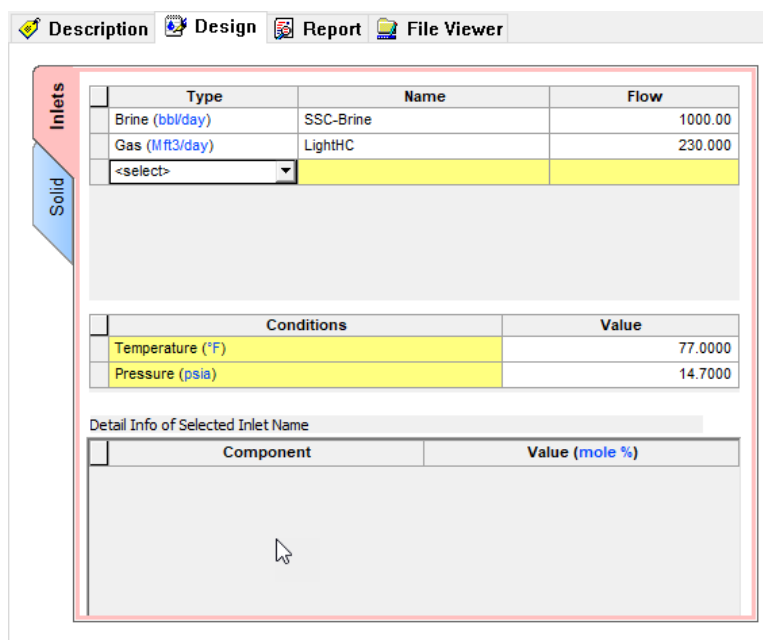 Description Design Report File Viewer
Inlets
Solid
Type Name Flow
Brine (bbl/day) SSC-Brine 1000.00
Gas (Mft3/day) LightHC 230.000
<select>
Conditions Value
Temperature (°F) 77.0000
Pressure (psia) 14.7000
Detail Info of Selected Inlet Name
Component Value (mole %)